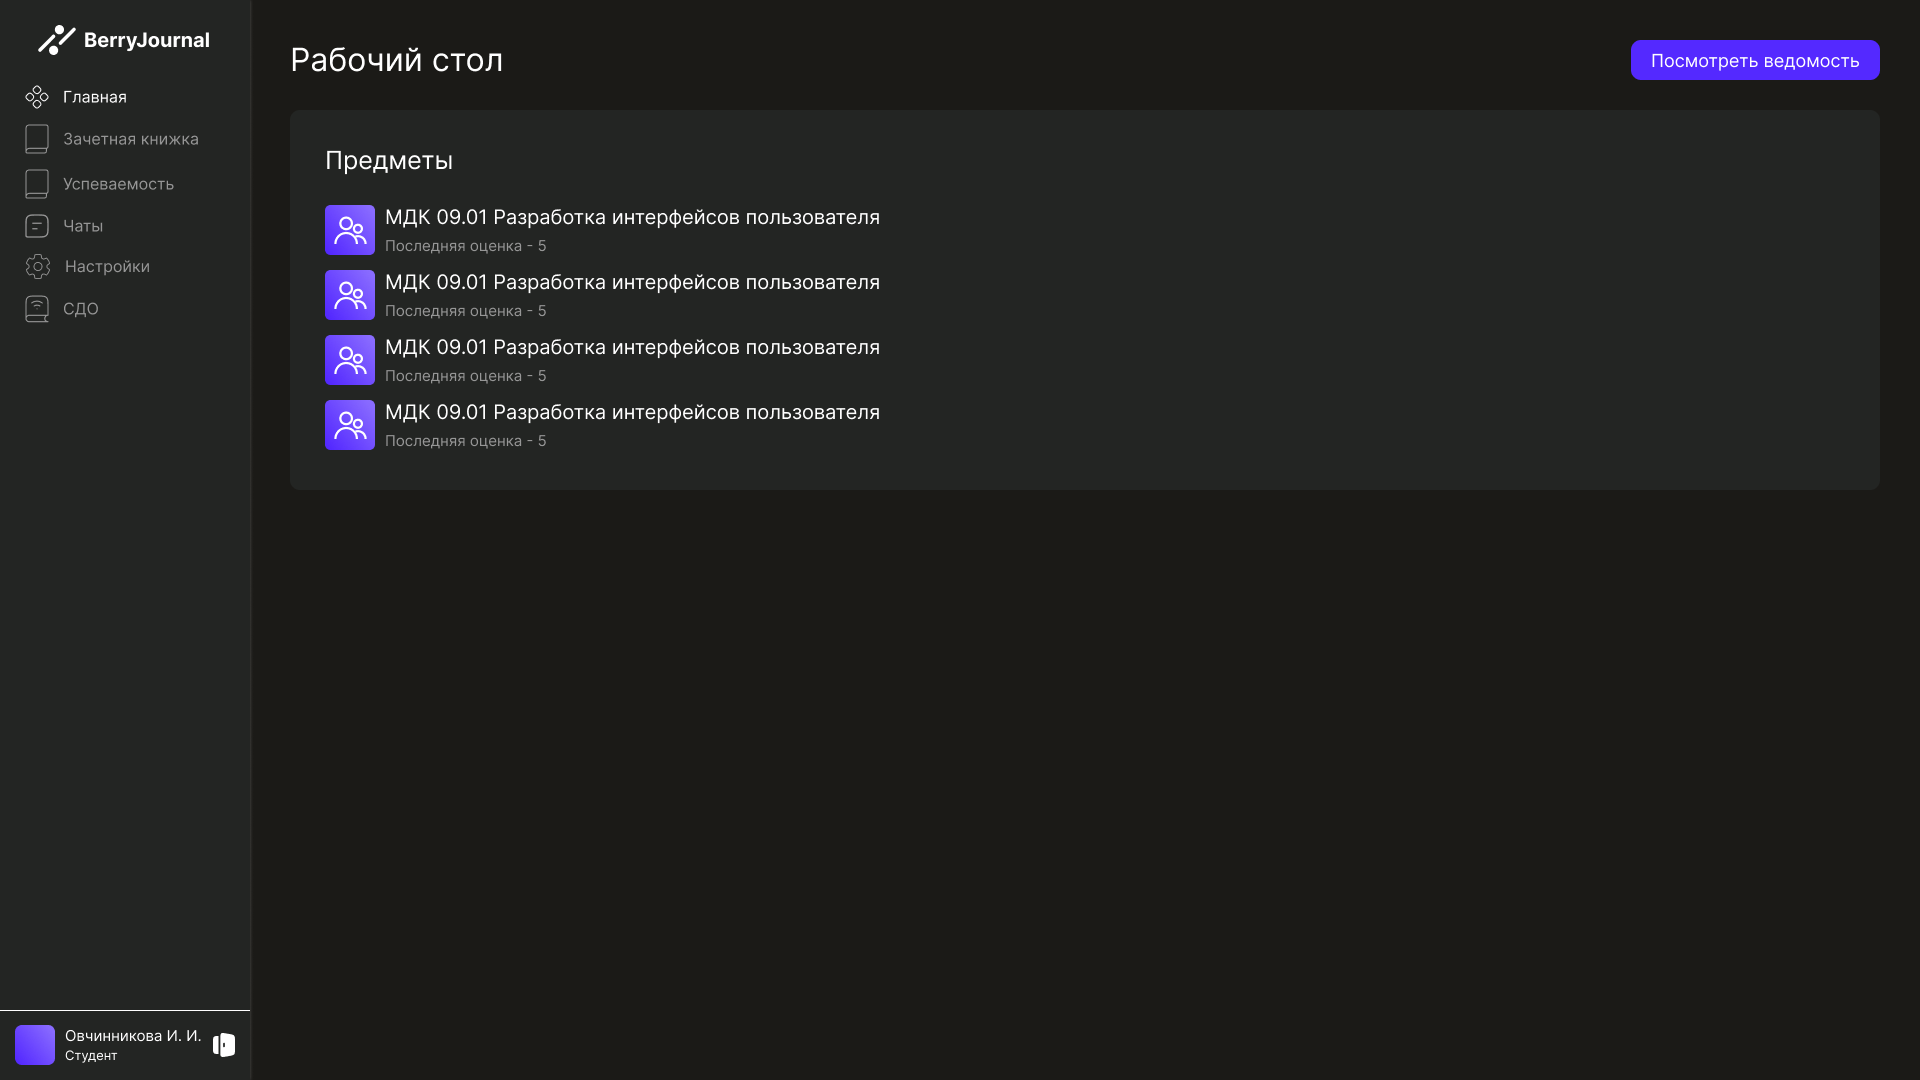 BerryJournal
Главная
Зачетная книжка
Успеваемость
Чаты
Настройки
СДО
Овчинникова И. И.
Студент
Рабочий стол
Посмотреть ведомость
Предметы
МДК 09.01 Разработка интерфейсов пользователя
Последняя оценка - 5
МДК 09.01 Разработка интерфейсов пользователя
Последняя оценка - 5
МДК 09.01 Разработка интерфейсов пользователя
Последняя оценка - 5
МДК 09.01 Разработка интерфейсов пользователя
Последняя оценка - 5